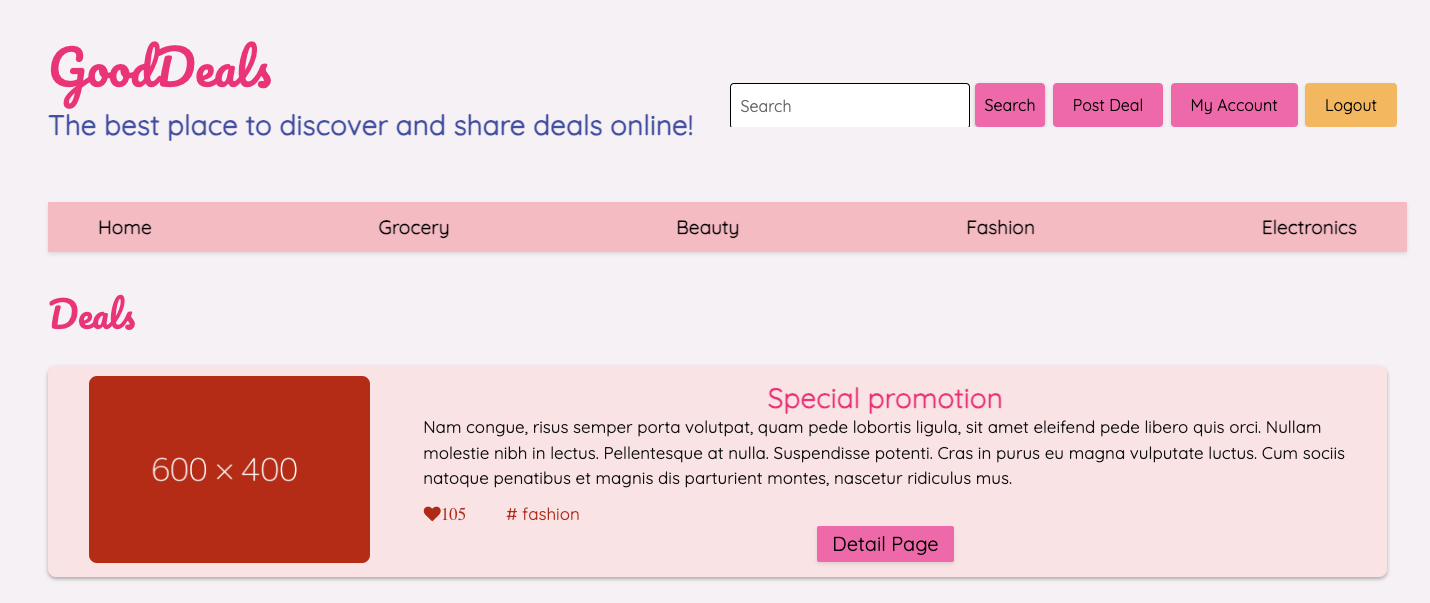 GoodDeals
The best place to discover and share deals online!
Search Search Post Deal My Account Logout
Home Grocery Beauty Fashion Electronics
Deals
600 × 400
Special promotion
Nam congue, risus semper porta volutpat, quam pede lobortis ligula, sit amet eleifend pede libero quis orci. Nullam
molestie nibh in lectus. Pellentesque at nulla. Suspendisse potenti. Cras in purus eu magna vulputate luctus. Cum sociis
natoque penatibus et magnis dis parturient montes, nascetur ridiculus mus.
105 # fashion
Detail Page